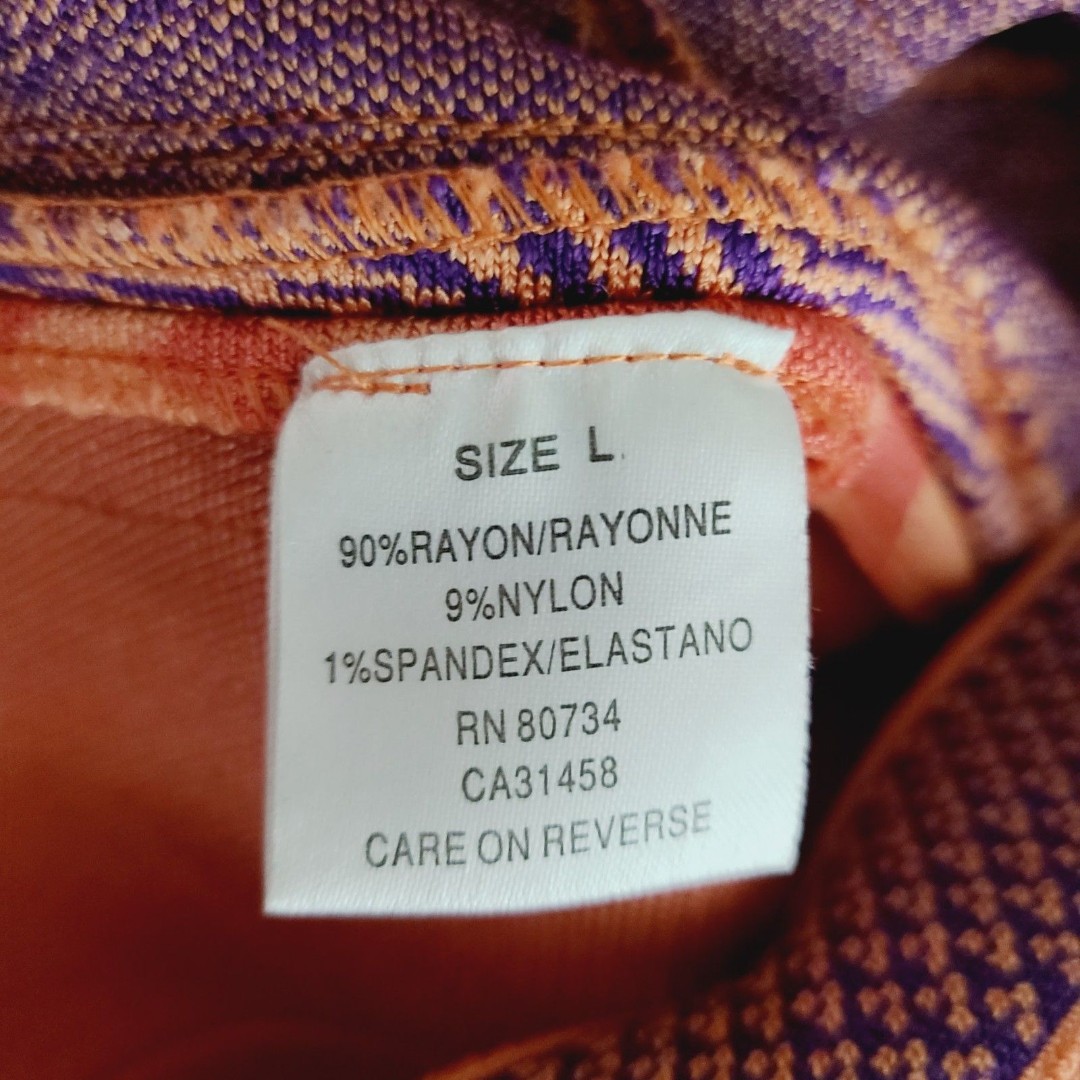 SIZE L
90%RAYON/RAYONNE
9%NYLON
1%SPANDEX/ELASTANO
RN 80734
CA31458
CARE ON REVERSE